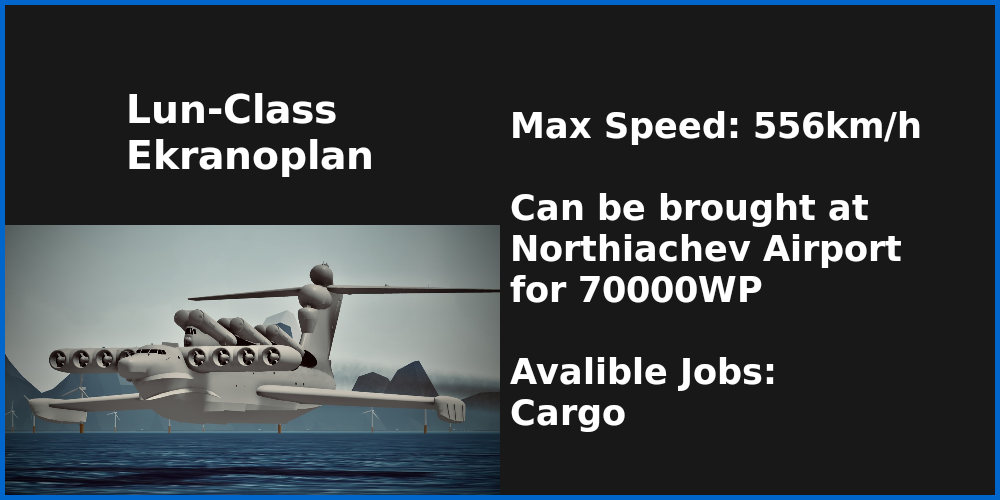 Lun-Class
Ekranoplan
Max Speed: 556km/h
Can be brought at
Northiachev Airport
for 70000WP
Avalible Jobs:
Cargo